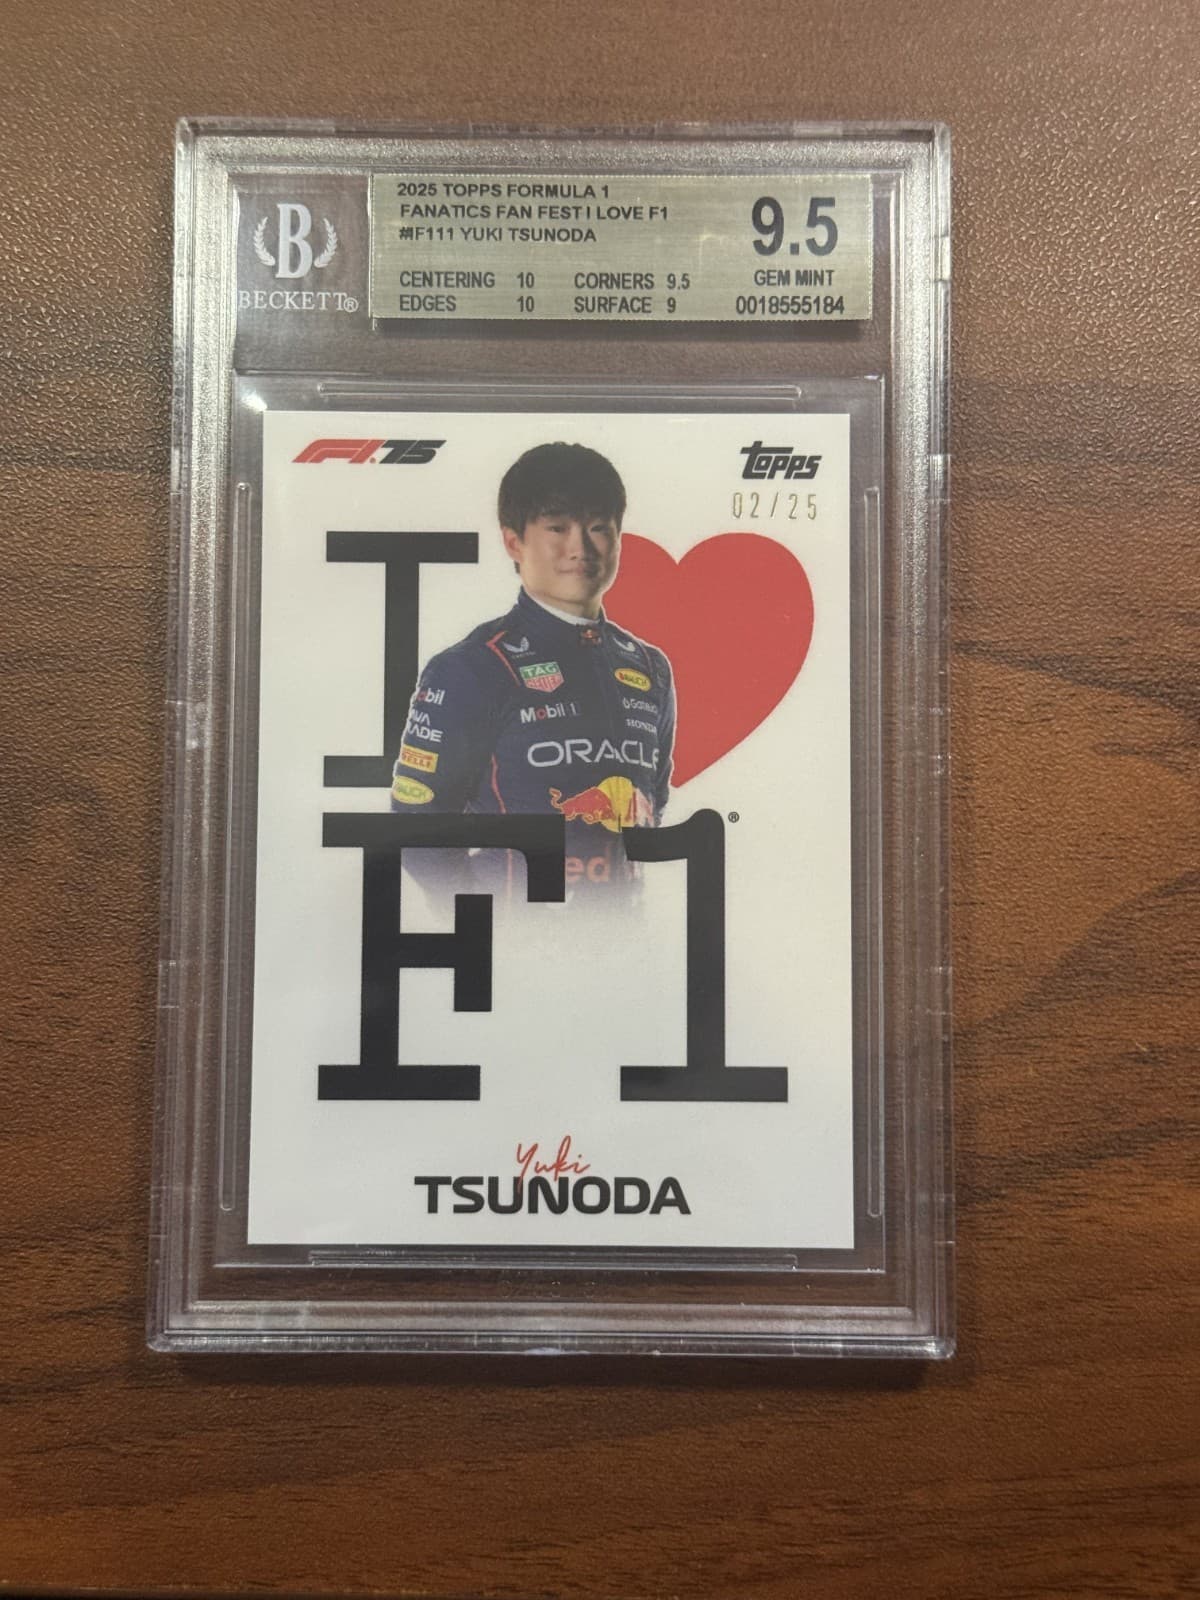 2025 TOPPS FORMULA 1
FANATICS FAN FEST I LOVE F1
#IF111 YUKI TSUNODA
9.5
CENTERING 10 CORNERS 9.5
GEM MINT
EDGES 10 SURFACE 9
0018555184
B
BECKETT®
F1.75
topps
02/25
I
TAG
HEUER
Mobil 1
HONDA
ORACLE
F1®
Yuki
TSUNODA